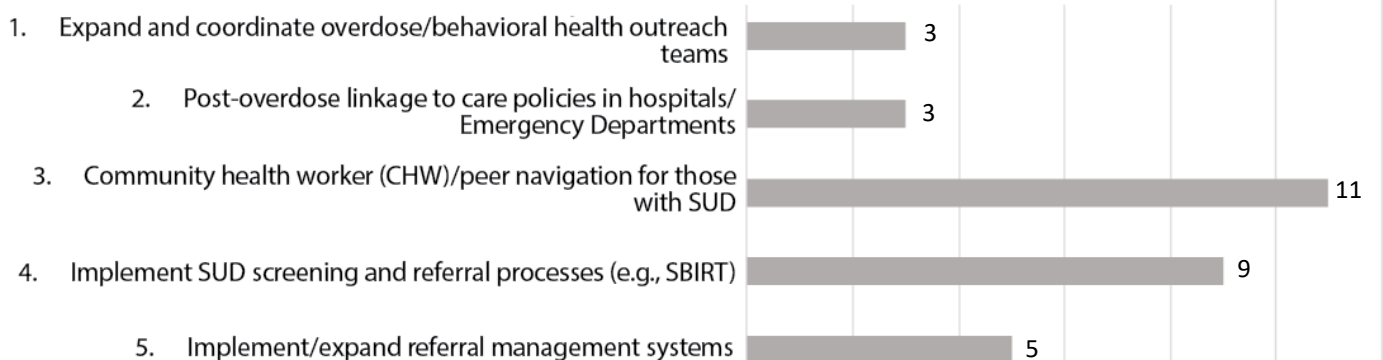 1. Expand and coordinate overdose/behavioral health outreach
teams
3
2. Post-overdose linkage to care policies in hospitals/
Emergency Departments
3
3. Community health worker (CHW)/peer navigation for those
with SUD
11
4. Implement SUD screening and referral processes (e.g., SBIRT)
9
5. Implement/expand referral management systems
5